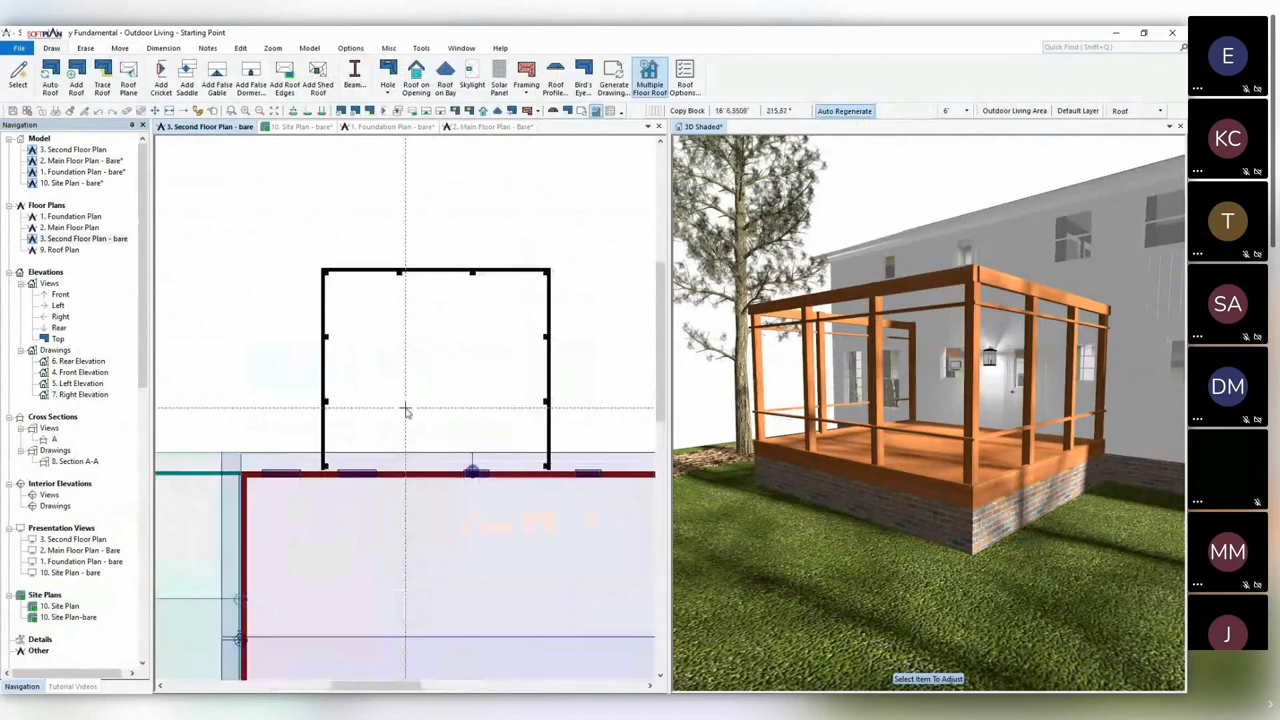 SOFTPLAN y Fundamental - Outdoor Living - Starting Point
File Draw Erase Move Dimension Notes Edit Zoom Model Options Misc Tools Window Help
Quick Find ( Shift+Q )
Select Auto Roof Add Roof Trace Roof Roof Plane Add Cricket Add Saddle Add False Gable Add False Dormer... Add Roof Edges Add Shed Roof Beam... Hole Roof on Opening Roof on Bay Skylight Solar Panel Framing Roof Profile... Bird's Eye... Generate Drawing... Multiple Floor Roof Roof Options...
Copy Block 16' 6.5508" 215.82° Auto Regenerate 6' Outdoor Living Area Default Layer Roof
Navigation
3. Second Floor Plan - bare 10. Site Plan - bare* 1. Foundation Plan - bare* 2. Main Floor Plan - Bare*
3D Shaded*
Model
3. Second Floor Plan
2. Main Floor Plan - Bare*
1. Foundation Plan - bare*
10. Site Plan - bare*
Floor Plans
1. Foundation Plan
2. Main Floor Plan
3. Second Floor Plan - bare
9. Roof Plan
Elevations
Views
Front
Left
Right
Rear
Top
Drawings
6. Rear Elevation
4. Front Elevation
5. Left Elevation
7. Right Elevation
Cross Sections
Views
A
Drawings
8. Section A-A
Interior Elevations
Views
Drawings
Presentation Views
3. Second Floor Plan
2. Main Floor Plan - Bare
1. Foundation Plan - bare
10. Site Plan - bare
Site Plans
10. Site Plan
10. Site Plan-bare
Details
Other
Navigation Tutorial Videos
Select Item To Adjust
E
KC
T
SA
DM
MM
J